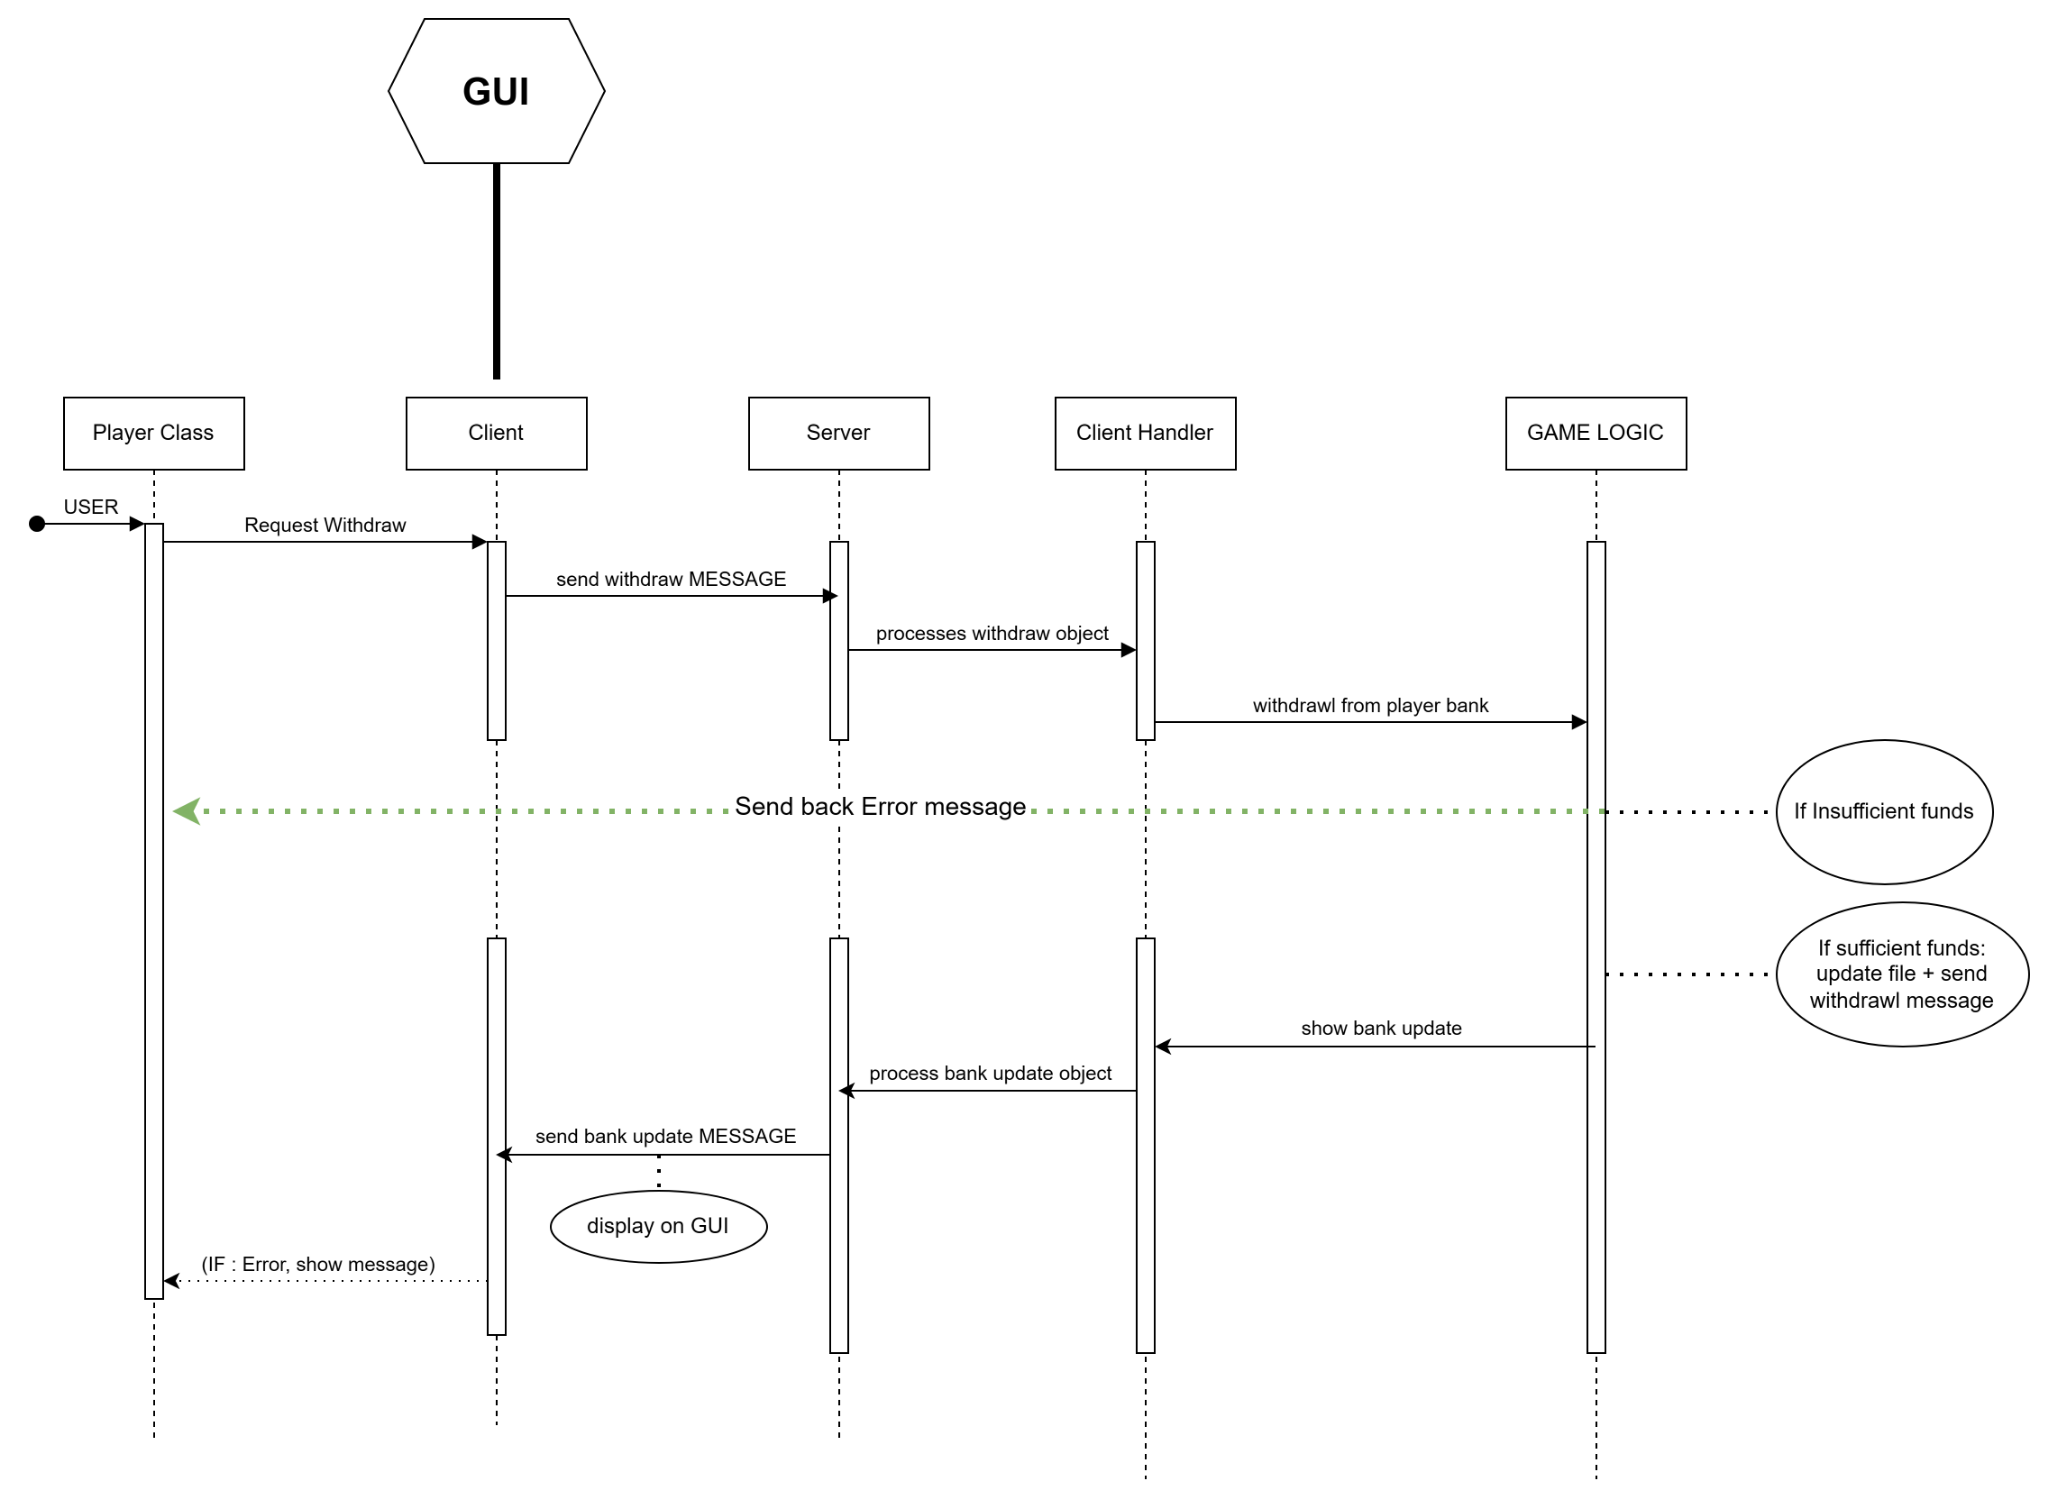 GUI
Player Class
Client
Server
Client Handler
GAME LOGIC
USER
Request Withdraw
send withdraw MESSAGE
processes withdraw object
withdrawl from player bank
Send back Error message
If Insufficient funds
If sufficient funds:
update file + send
withdrawl message
show bank update
process bank update object
send bank update MESSAGE
display on GUI
(IF : Error, show message)